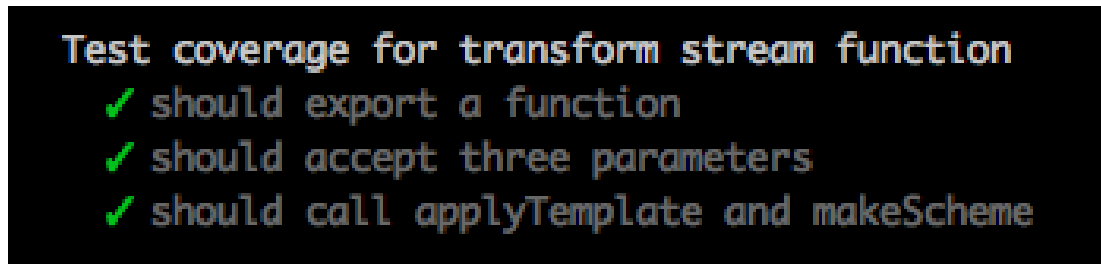 Test coverage for transform stream function
✓ should export a function
✓ should accept three parameters
✓ should call applyTemplate and makeScheme